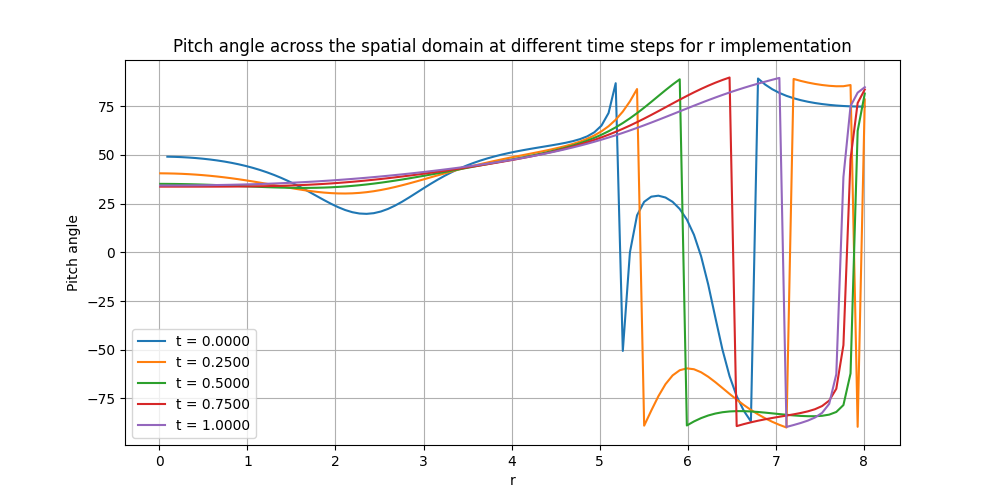 Pitch angle across the spatial domain at different time steps for r implementation
Pitch angle
75
50
25
0
−25
−50
−75
t = 0.0000
t = 0.2500
t = 0.5000
t = 0.7500
t = 1.0000
0 1 2 3 4 5 6 7 8
r